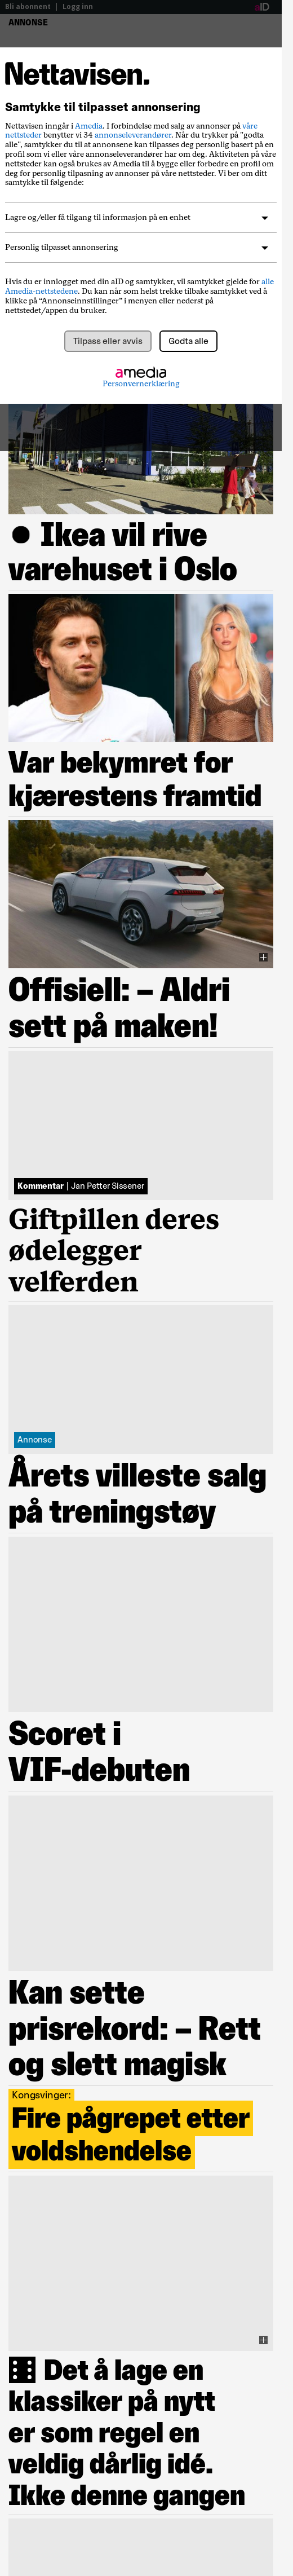 Bli abonnent | Logg inn
aID
ANNONSE
Nettavisen.
Samtykke til tilpasset annonsering
Nettavisen inngår i Amedia. I forbindelse med salg av annonser på våre
nettsteder benytter vi 34 annonseleverandører. Når du trykker på "godta
alle", samtykker du til at annonsene kan tilpasses deg personlig basert på en
profil som vi eller våre annonseleverandører har om deg. Aktiviteten på våre
nettsteder kan også brukes av Amedia til å bygge eller forbedre en profil om
deg for personlig tilpasning av annonser på våre nettsteder. Vi ber om ditt
samtykke til følgende:
Lagre og/eller få tilgang til informasjon på en enhet
Personlig tilpasset annonsering
Hvis du er innlogget med din aID og samtykker, vil samtykket gjelde for alle
Amedia-nettstedene. Du kan når som helst trekke tilbake samtykket ved å
klikke på “Annonseinnstillinger” i menyen eller nederst på
nettstedet/appen du bruker.
Tilpass eller avvis
Godta alle
amedia
Personvernerklæring
Ikea vil rive
varehuset i Oslo
Var bekymret for
kjærestens framtid
Offisiell: – Aldri
sett på maken!
Kommentar | Jan Petter Sissener
Giftpillen deres
ødelegger
velferden
Annonse
Årets villeste salg
på treningstøy
Scoret i
VIF-debuten
Kan sette
prisrekord: – Rett
og slett magisk
Kongsvinger:
Fire pågrepet etter
voldshendelse
Det å lage en
klassiker på nytt
er som regel en
veldig dårlig idé.
Ikke denne gangen